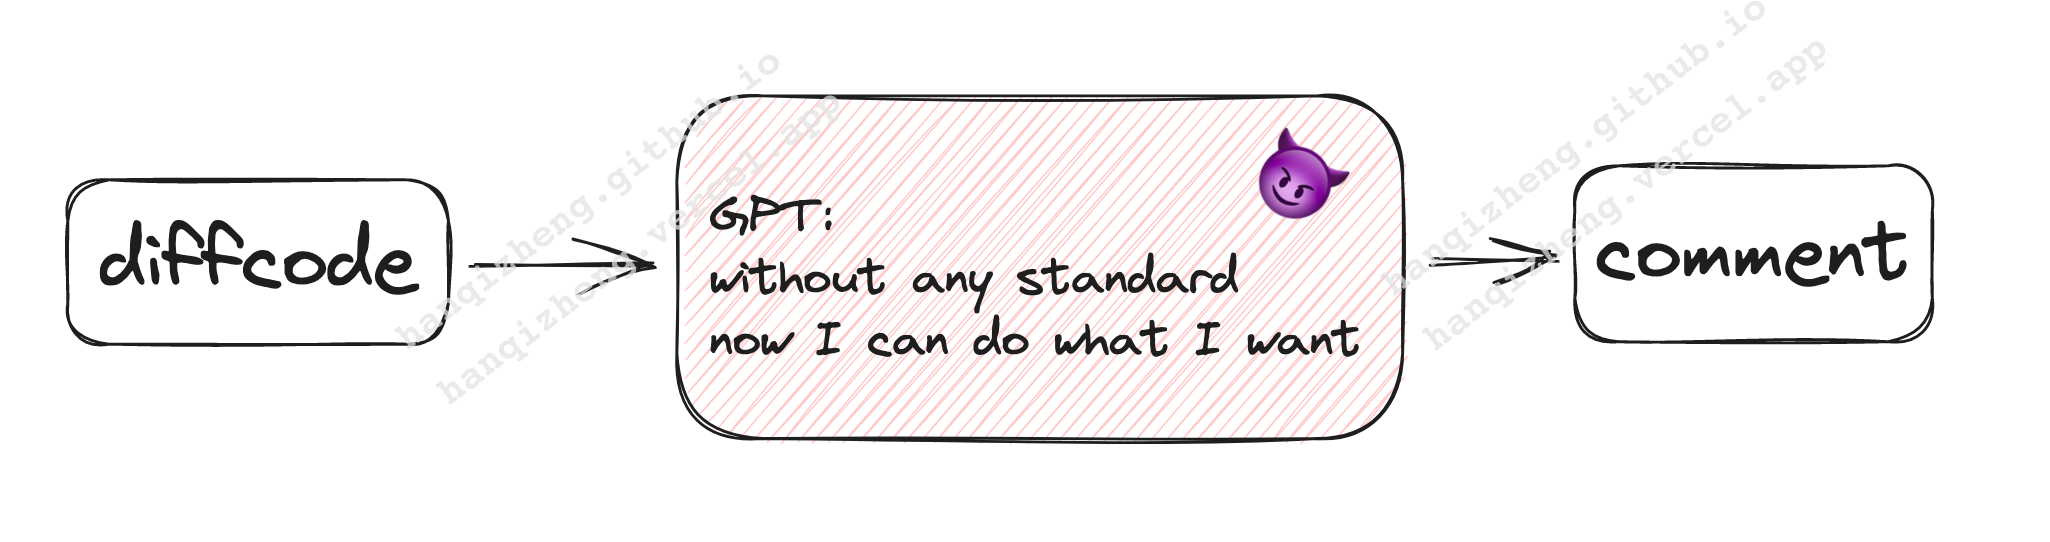 diffcode
GPT:
without any standard
now I can do what I want
comment
hanqizheng.github.io
hanqizheng.vercel.app
hanqizheng.github.io
hanqizheng.vercel.app